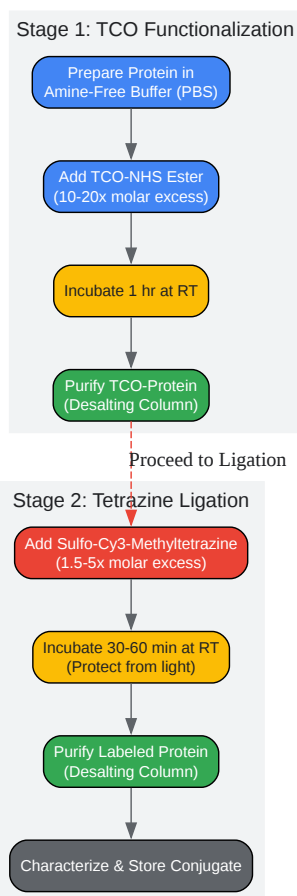 Stage 1: TCO Functionalization
Prepare Protein in
Amine-Free Buffer (PBS)
Add TCO-NHS Ester
(10-20x molar excess)
Incubate 1 hr at RT
Purify TCO-Protein
(Desalting Column)
Proceed to Ligation
Stage 2: Tetrazine Ligation
Add Sulfo-Cy3-Methyltetrazine
(1.5-5x molar excess)
Incubate 30-60 min at RT
(Protect from light)
Purify Labeled Protein
(Desalting Column)
Characterize & Store Conjugate